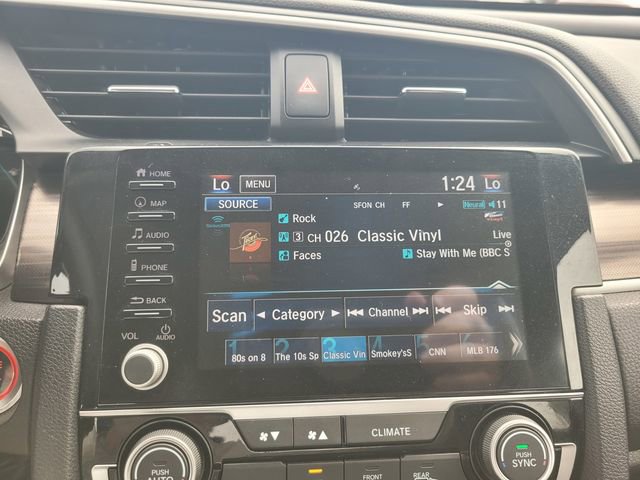 HOME
Lo MENU 1:24 Lo
MAP
SOURCE SFON CH FF Neural 11
AUDIO
Rock
3 CH 026 Classic Vinyl Live
PHONE
Faces Stay With Me (BBC S
BACK
Scan Category Channel Skip
VOL AUDIO
1 2 3 4 5 6
80s on 8 The 10s Sp Classic Vin Smokey'sS CNN MLB 176
CLIMATE
PUSH AUTO
PUSH SYNC
FRONT REAR